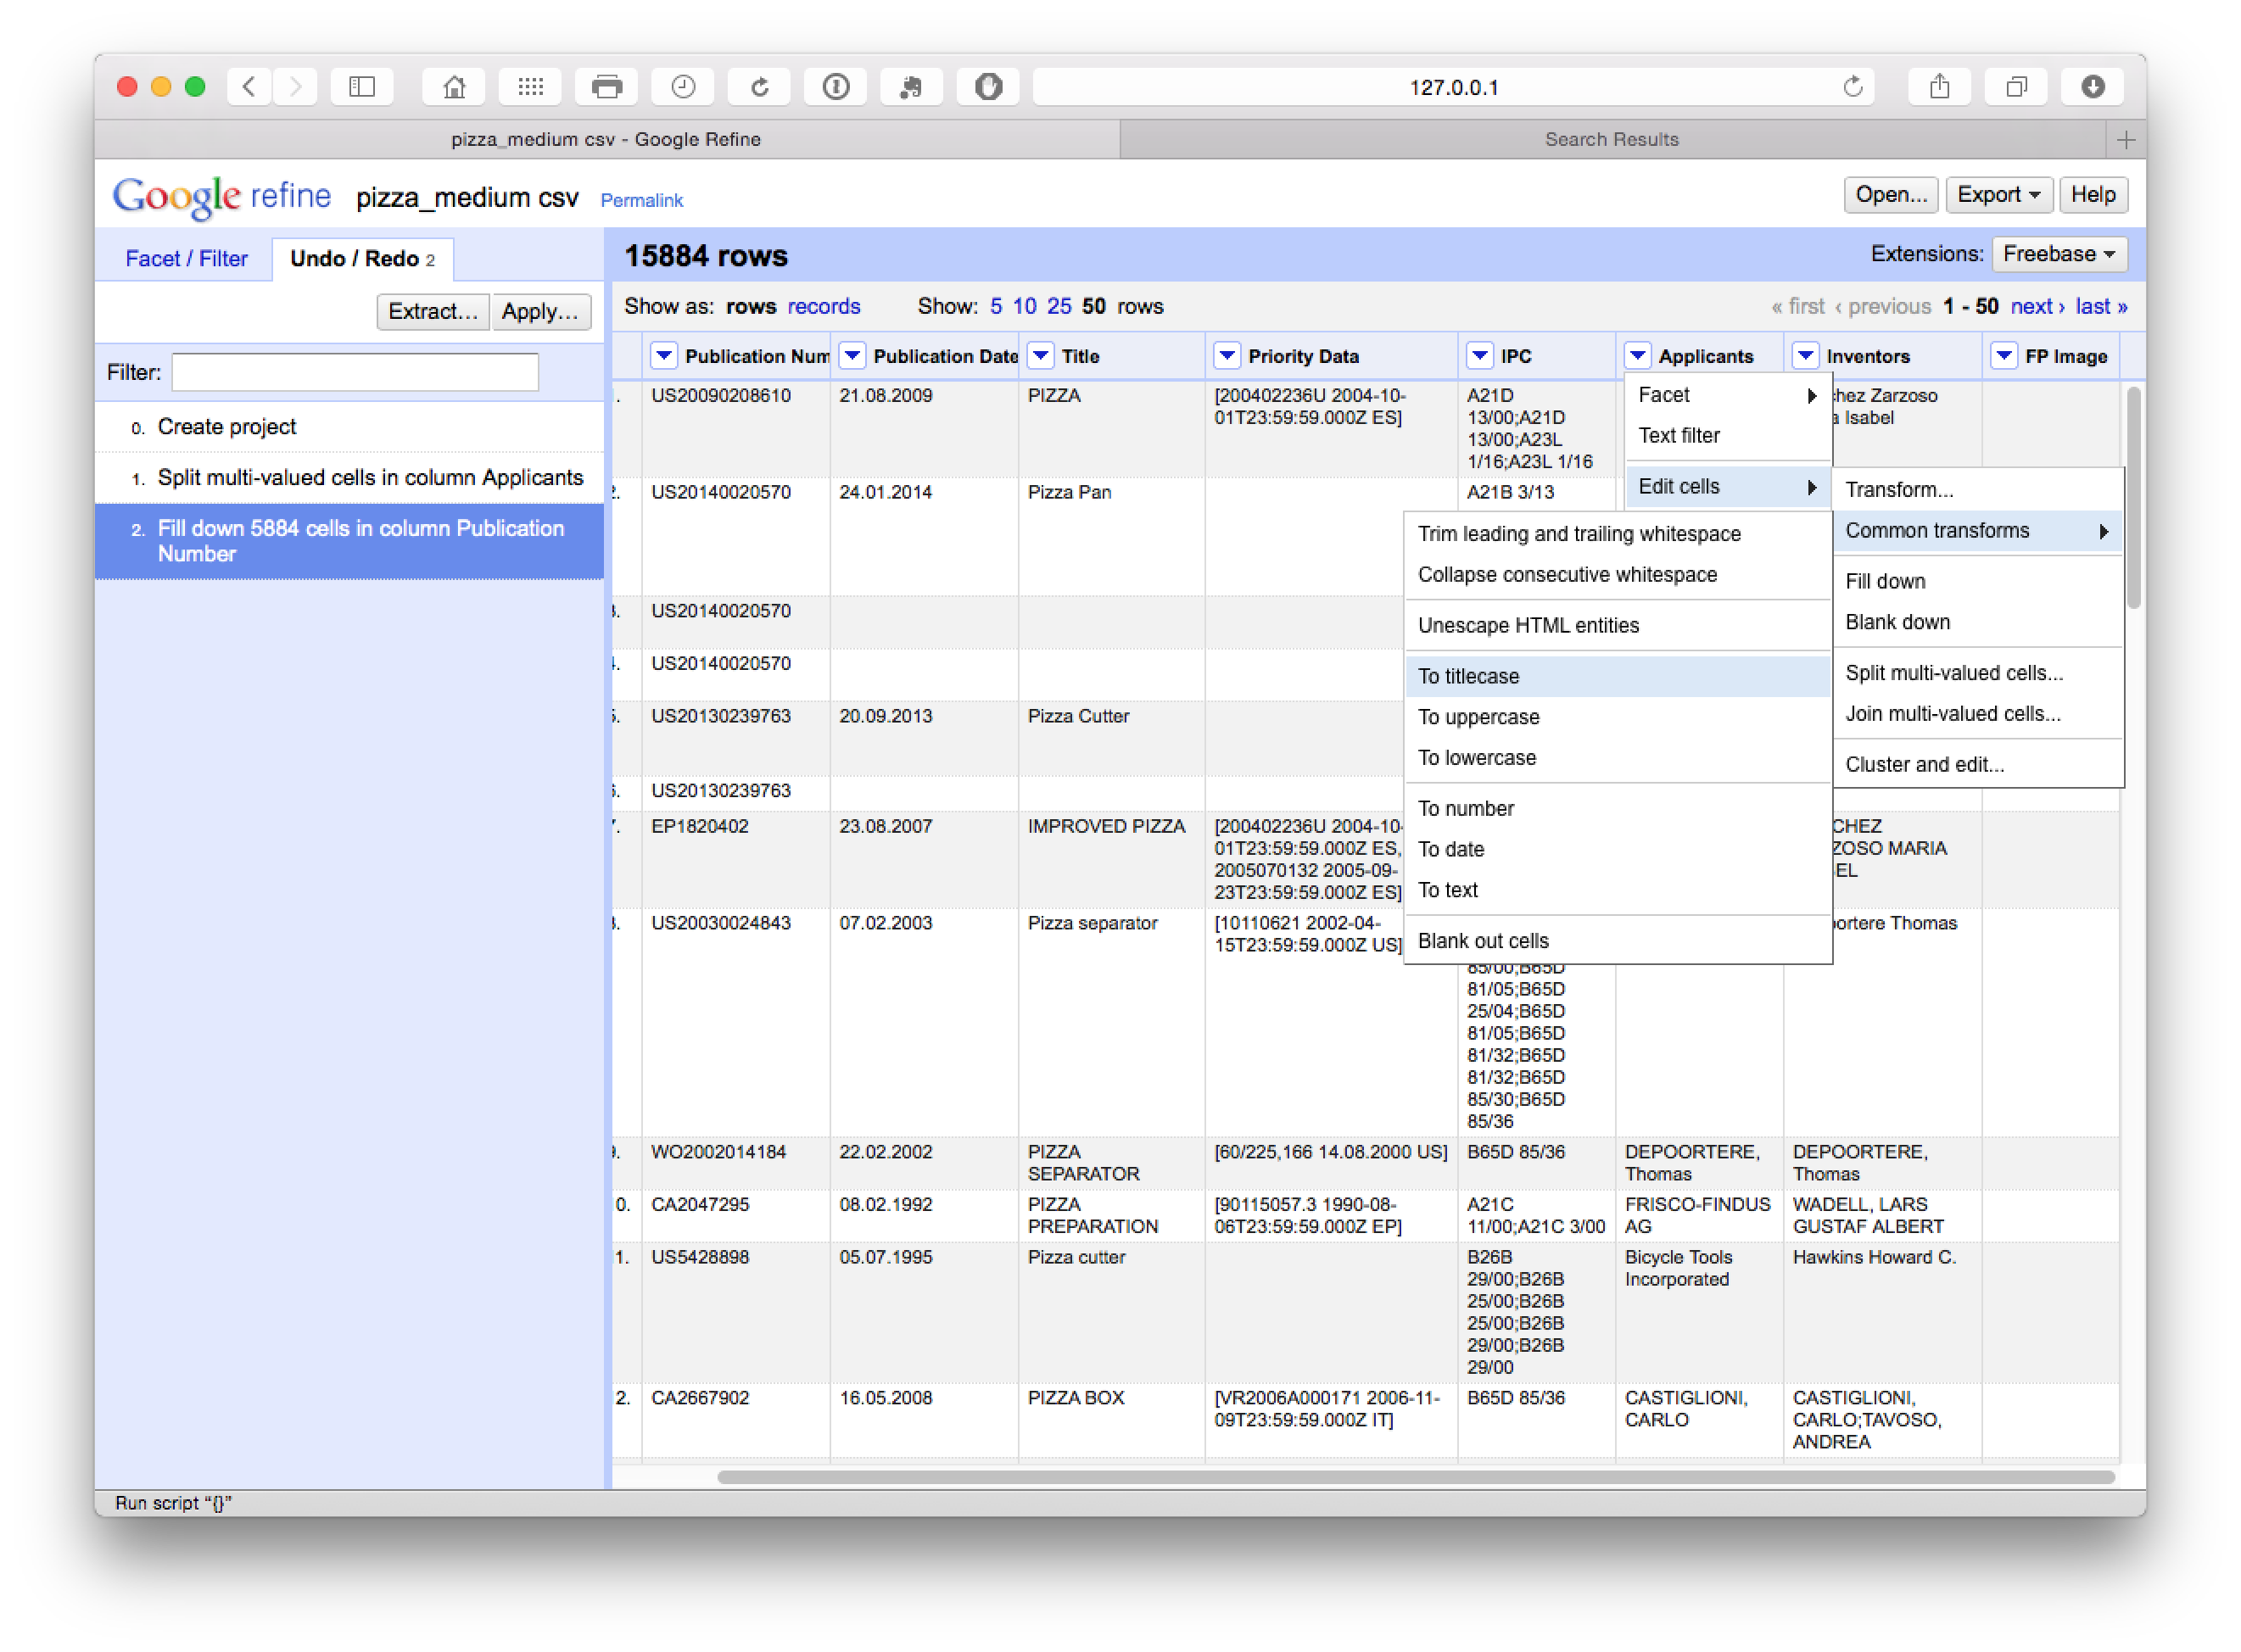 127.0.0.1
pizza_medium csv - Google Refine
Search Results
Google refine pizza_medium csv Permalink
Open... Export Help
Facet / Filter Undo / Redo 2
15884 rows
Extensions: Freebase
Extract... Apply...
Show as: rows records Show: 5 10 25 50 rows
« first ‹ previous 1 - 50 next › last »
Filter:
0. Create project
1. Split multi-valued cells in column Applicants
2. Fill down 5884 cells in column Publication
Number
Publication Num Publication Date Title Priority Data IPC Applicants Inventors FP Image
US20090208610 21.08.2009 PIZZA [200402236U 2004-10- A21D
01T23:59:59.000Z ES] 13/00;A21D
13/00;A23L
1/16;A23L 1/16
hez Zarzoso
a Isabel
US20140020570 24.01.2014 Pizza Pan A21B 3/13
US20140020570
US20140020570
US20130239763 20.09.2013 Pizza Cutter
US20130239763
EP1820402 23.08.2007 IMPROVED PIZZA [200402236U 2004-10-
01T23:59:59.000Z ES,
2005070132 2005-09-
23T23:59:59.000Z ES]
CHEZ
ZOSO MARIA
EL
US20030024843 07.02.2003 Pizza separator [10110621 2002-04-
15T23:59:59.000Z US]
ortere Thomas
85/00;B65D
81/05;B65D
25/04;B65D
81/05;B65D
81/32;B65D
81/32;B65D
85/30;B65D
85/36
WO2002014184 22.02.2002 PIZZA [60/225,166 14.08.2000 US] B65D 85/36 DEPOORTERE, DEPOORTERE,
SEPARATOR Thomas Thomas
0. CA2047295 08.02.1992 PIZZA [90115057.3 1990-08- A21C FRISCO-FINDUS WADELL, LARS
PREPARATION 06T23:59:59.000Z EP] 11/00;A21C 3/00 AG GUSTAF ALBERT
1. US5428898 05.07.1995 Pizza cutter B26B Bicycle Tools Hawkins Howard C.
29/00;B26B Incorporated
25/00;B26B
25/00;B26B
29/00;B26B
29/00
2. CA2667902 16.05.2008 PIZZA BOX [VR2006A000171 2006-11- B65D 85/36 CASTIGLIONI, CASTIGLIONI,
09T23:59:59.000Z IT] CARLO CARLO;TAVOSO,
ANDREA
Facet
Text filter
Edit cells
Transform...
Common transforms
Fill down
Blank down
Split multi-valued cells...
Join multi-valued cells...
Cluster and edit...
Trim leading and trailing whitespace
Collapse consecutive whitespace
Unescape HTML entities
To titlecase
To uppercase
To lowercase
To number
To date
To text
Blank out cells
Run script “{}”